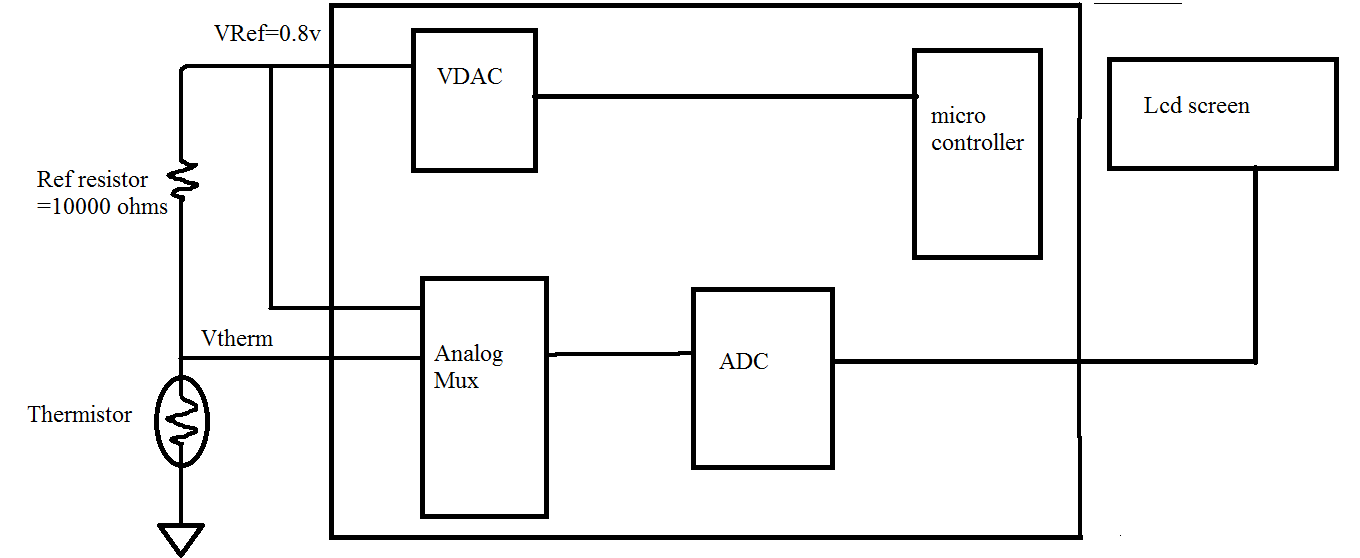 VRef=0.8v
VDAC
micro
controller
Lcd screen
Ref resistor
=10000 ohms
Vtherm
Analog
Mux
ADC
Thermistor